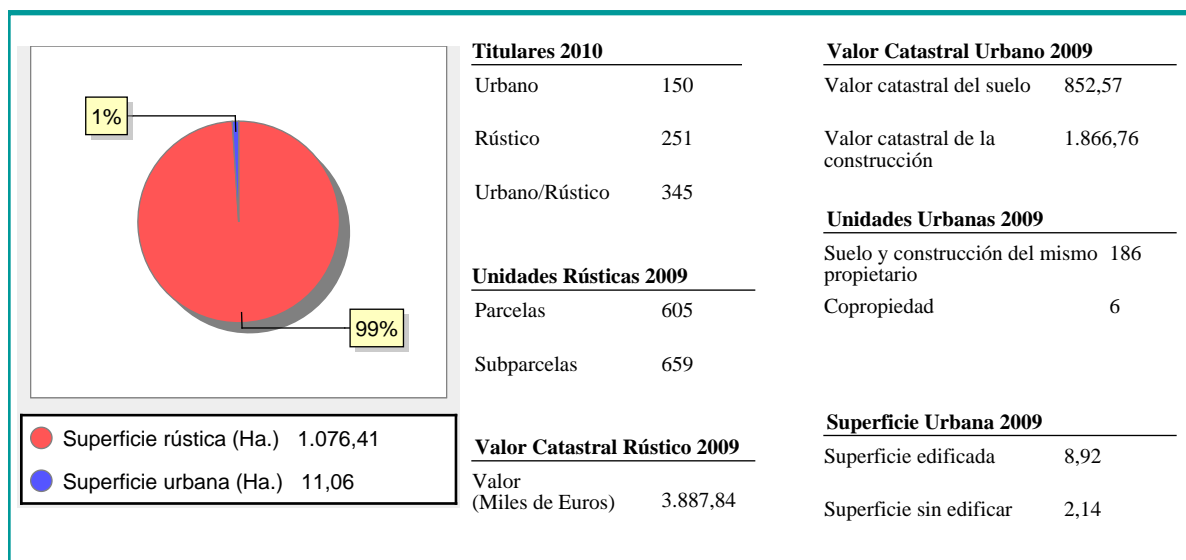 1%
99%
Superficie rústica (Ha.) 1.076,41
Superficie urbana (Ha.) 11,06
Titulares 2010
Urbano 150
Rústico 251
Urbano/Rústico 345
Unidades Rústicas 2009
Parcelas 605
Subparcelas 659
Valor Catastral Rústico 2009
Valor
(Miles de Euros) 3.887,84
Valor Catastral Urbano 2009
Valor catastral del suelo 852,57
Valor catastral de la 1.866,76
construcción
Unidades Urbanas 2009
Suelo y construcción del mismo 186
propietario
Copropiedad 6
Superficie Urbana 2009
Superficie edificada 8,92
Superficie sin edificar 2,14